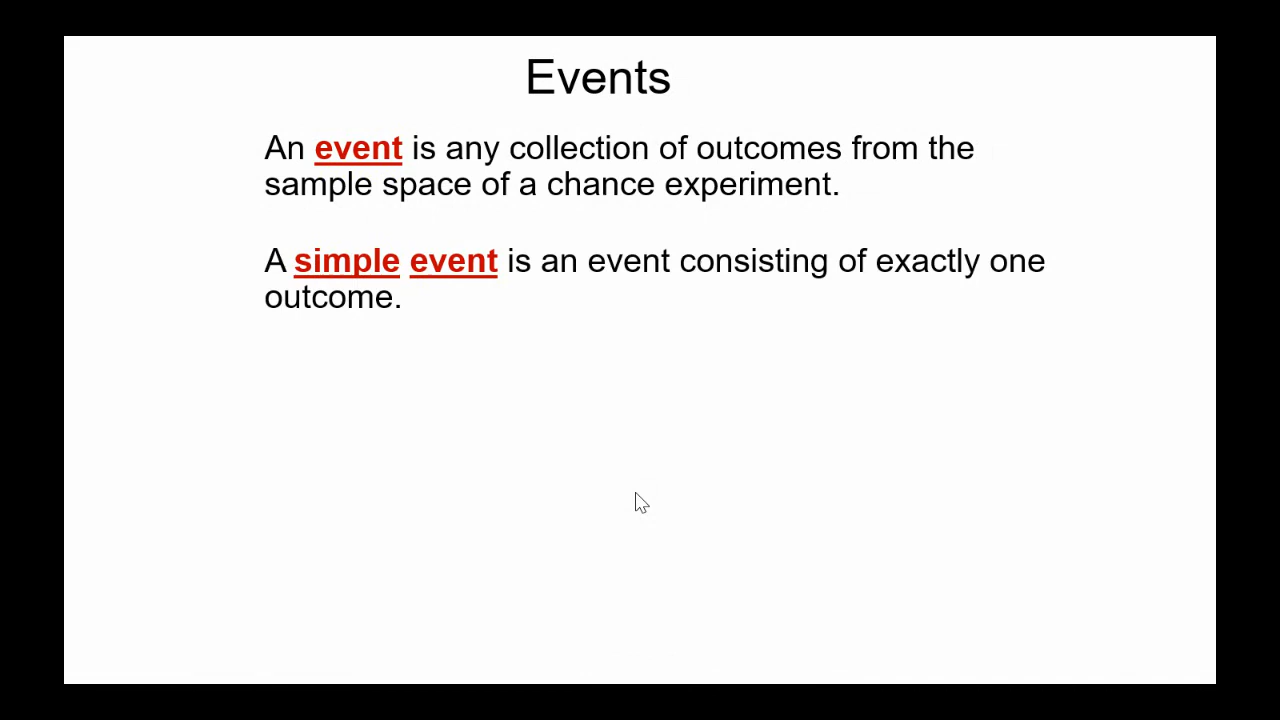 Events
An event is any collection of outcomes from the
sample space of a chance experiment.
A simple event is an event consisting of exactly one
outcome.